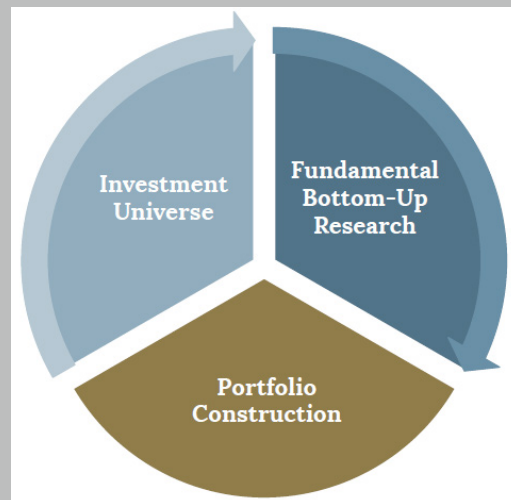 Investment
Universe
Fundamental
Bottom-Up
Research
Portfolio
Construction